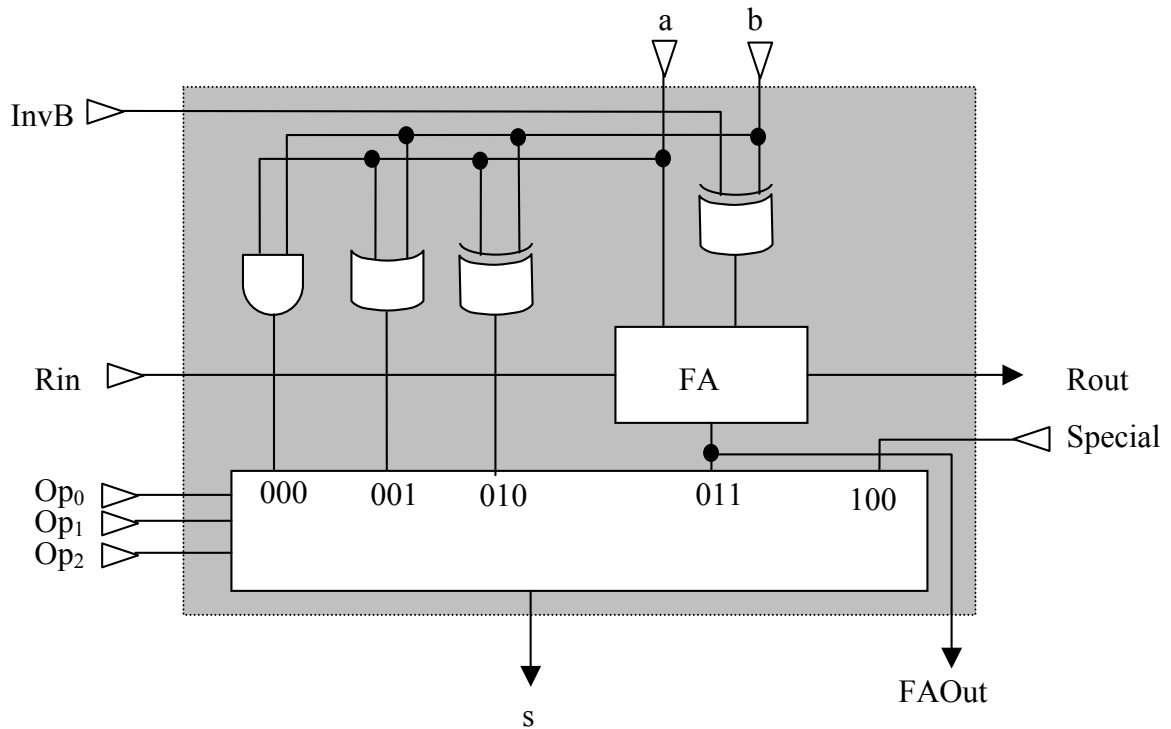 a b
InvB
Rin FA Rout
Special
Op₀ 000 001 010 011 100
Op₁
Op₂
FAOut
s